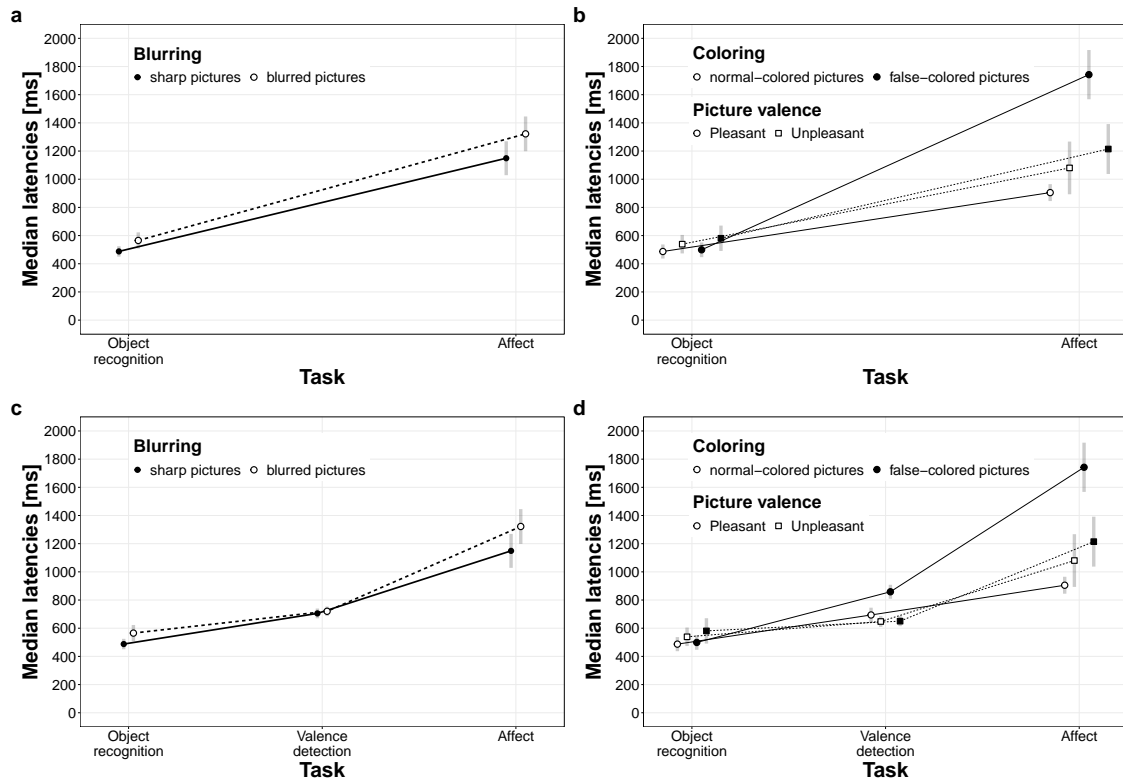 a
Median latencies [ms]
2000
1800
1600
1400
1200
1000
800
600
400
200
0
Blurring
sharp pictures blurred pictures
Object
recognition
Affect
Task
b
Median latencies [ms]
2000
1800
1600
1400
1200
1000
800
600
400
200
0
Coloring
normal−colored pictures false−colored pictures
Picture valence
Pleasant Unpleasant
Object
recognition
Affect
Task
c
Median latencies [ms]
2000
1800
1600
1400
1200
1000
800
600
400
200
0
Blurring
sharp pictures blurred pictures
Object
recognition
Valence
detection
Affect
Task
d
Median latencies [ms]
2000
1800
1600
1400
1200
1000
800
600
400
200
0
Coloring
normal−colored pictures false−colored pictures
Picture valence
Pleasant Unpleasant
Object
recognition
Valence
detection
Affect
Task